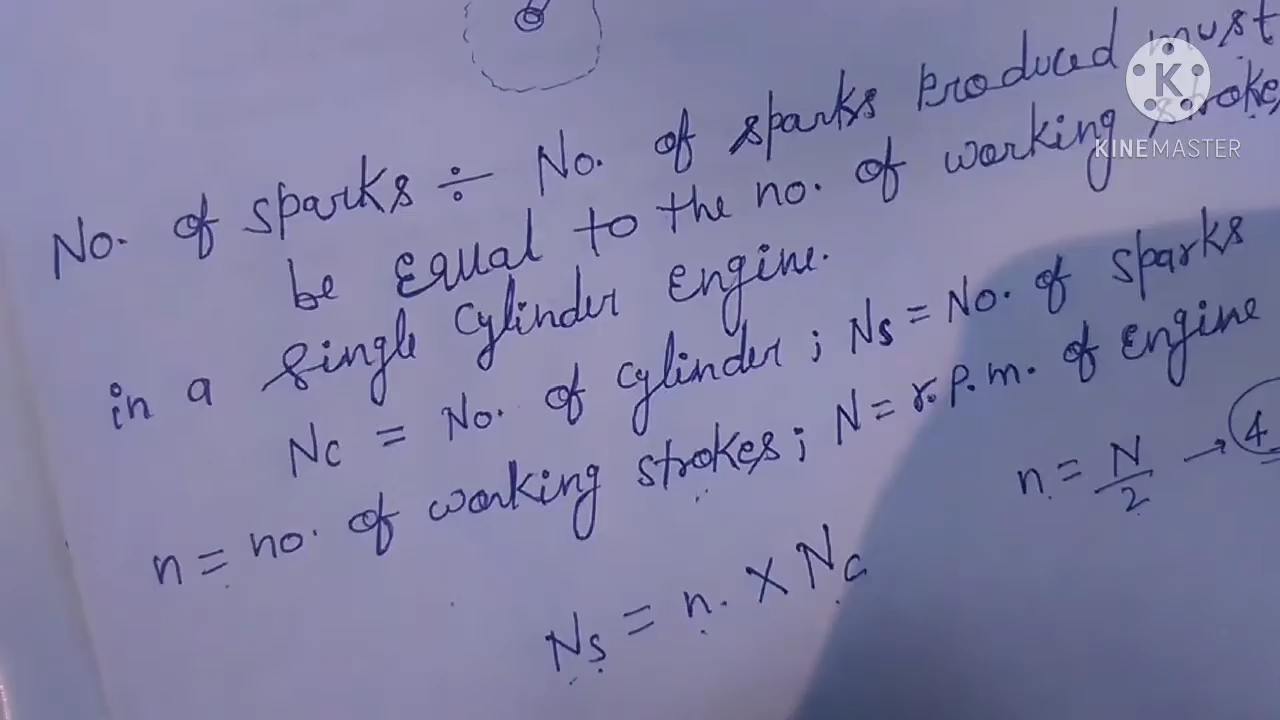 No. of sparks ÷ No. of sparks produced must
be equal to the no. of working strokes
in a single cylinder engine.
Nc = No. of cylinder ; Ns = No. of sparks
n = no. of working strokes; N = r.p.m. of engine
n = N/2 → 4
Ns = n. × Nc
K
KINEMASTER